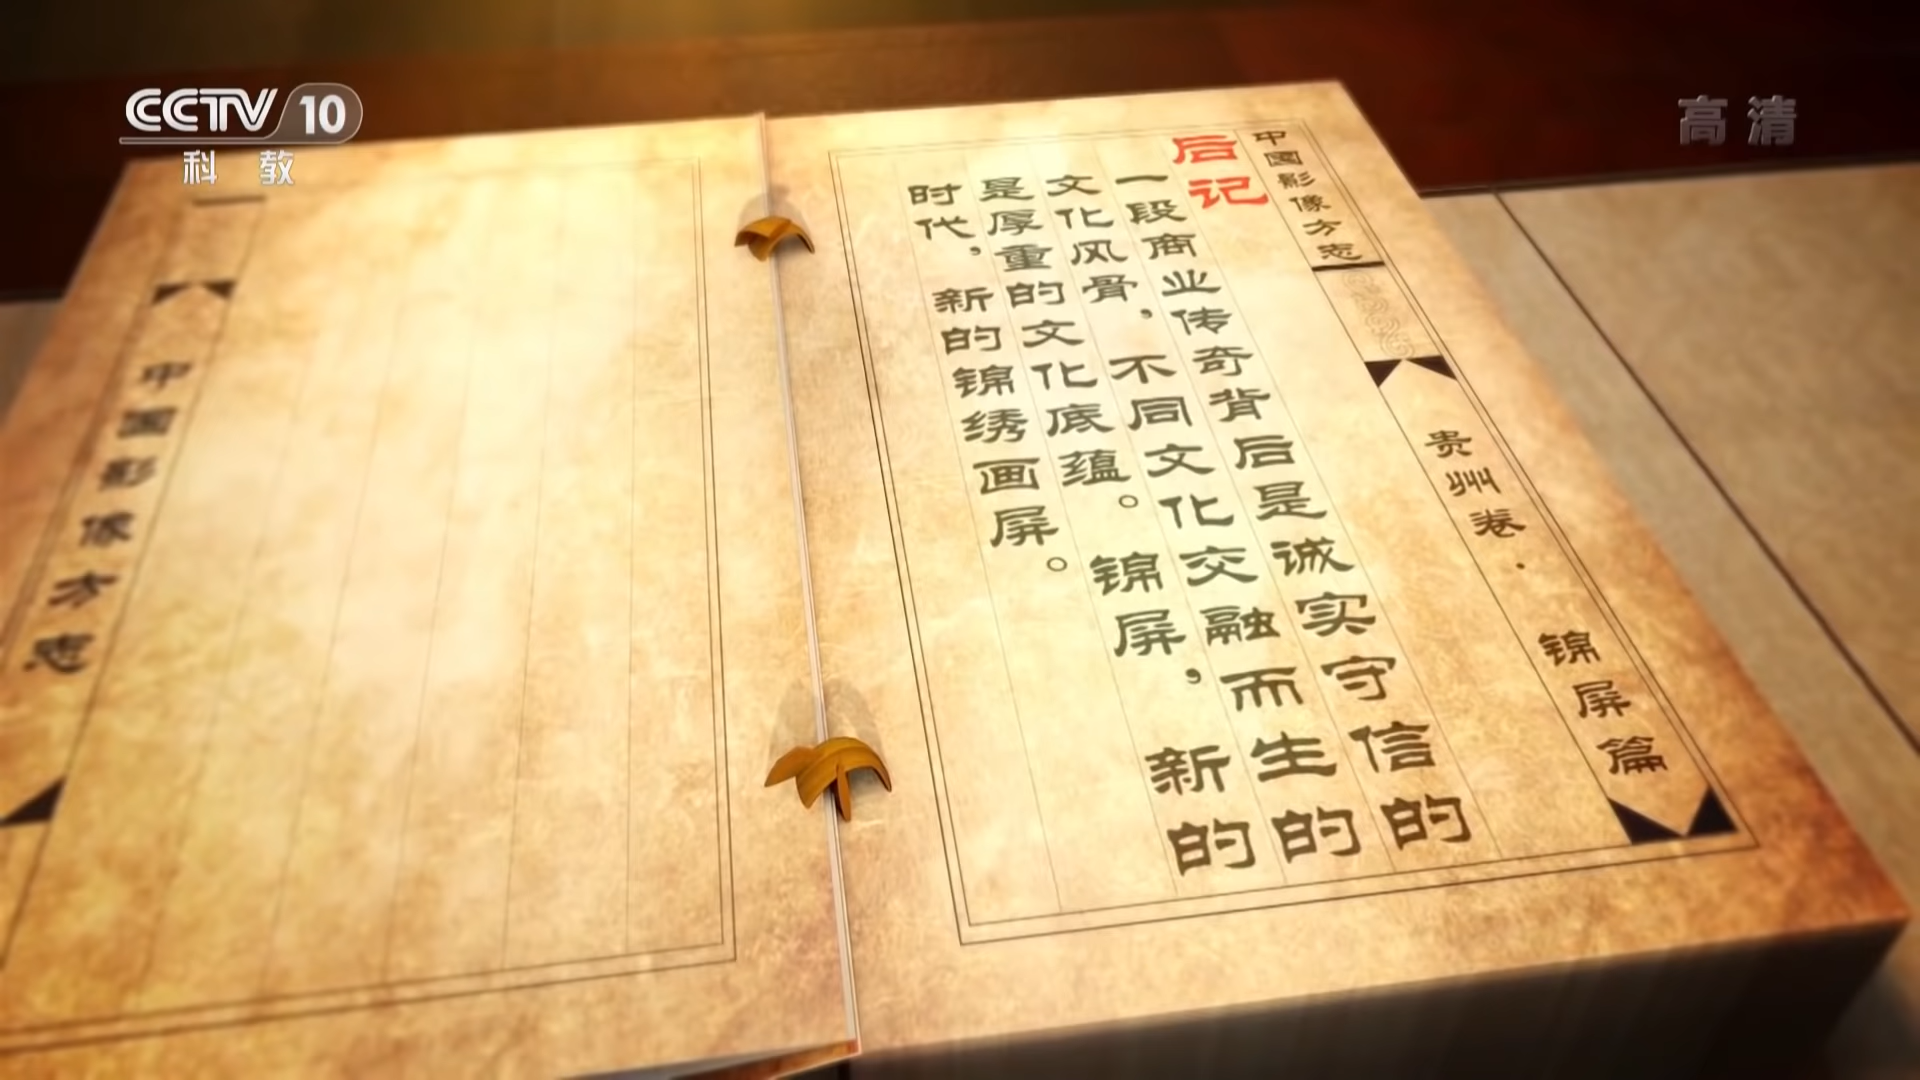 CCTV 10
科教
高清
中国影像方志
贵州卷·锦屏篇
后记
一段商业传奇背后是诚实守信的
文化风骨，不同文化交融而生的
是厚重的文化底蕴。锦屏，新的
时代，新的锦绣画屏。
中国影像方志